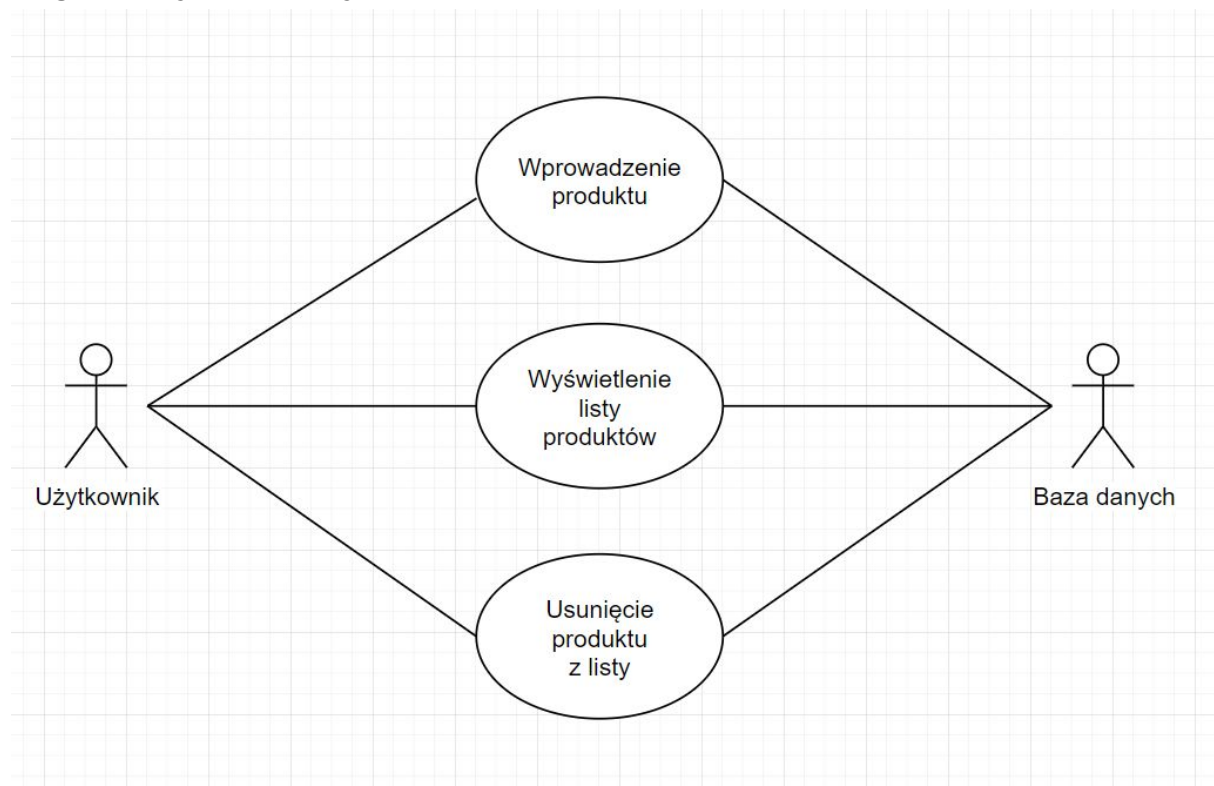 Wprowadzenie
produktu
Wyświetlenie
listy
produktów
Użytkownik
Baza danych
Usunięcie
produktu
z listy